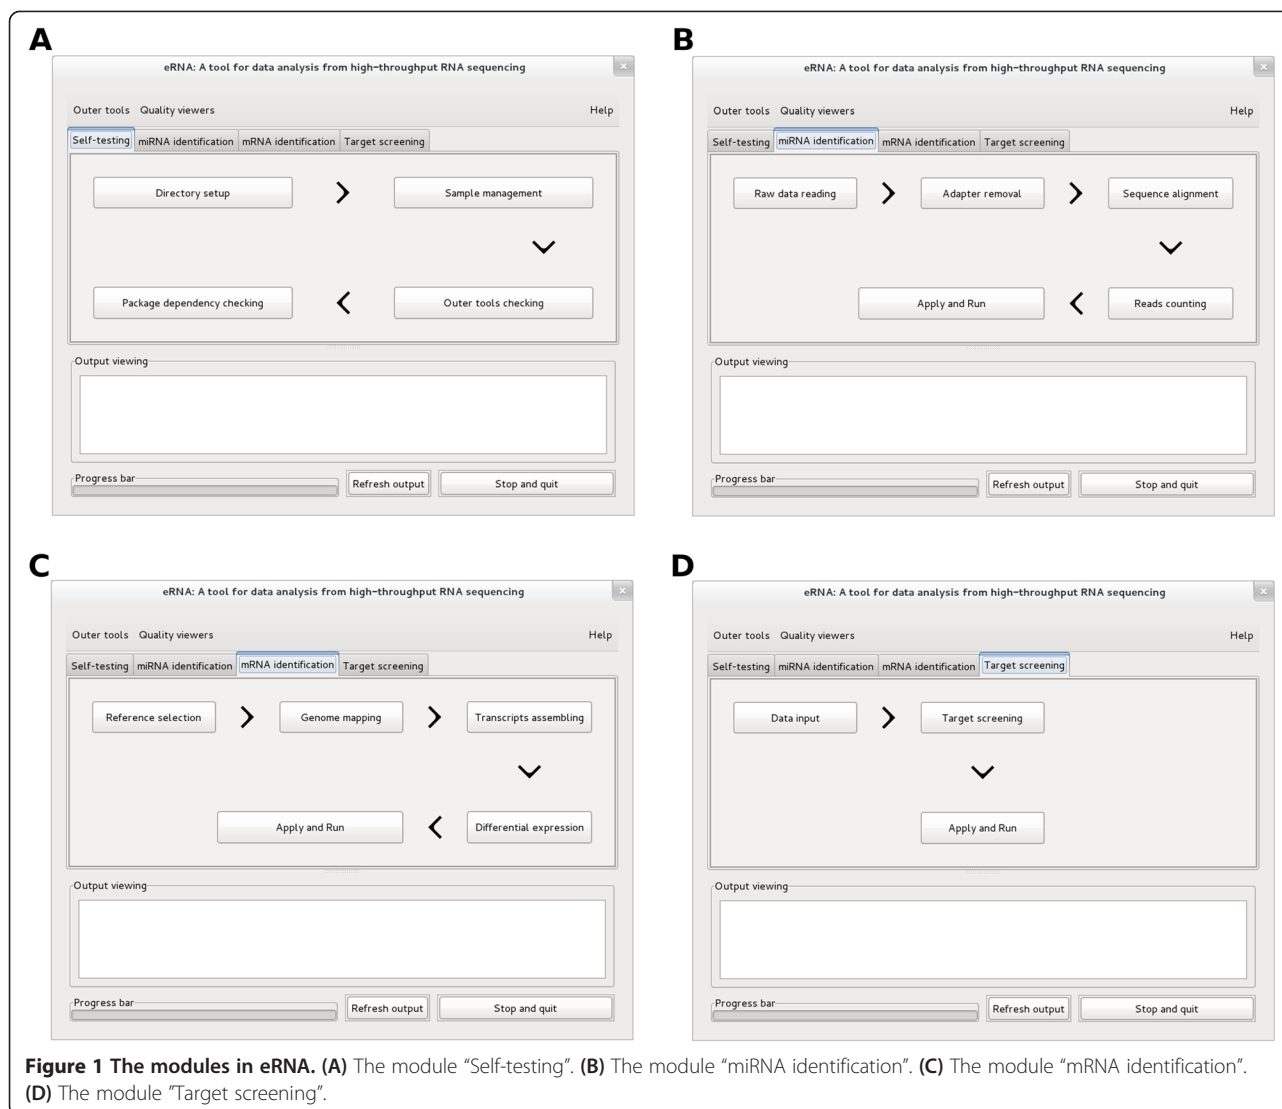 A
eRNA: A tool for data analysis from high-throughput RNA sequencing
Outer tools Quality viewers Help
Self-testing miRNA identification mRNA identification Target screening
Directory setup
Sample management
Package dependency checking
Outer tools checking
Output viewing
Progress bar
Refresh output
Stop and quit
B
eRNA: A tool for data analysis from high-throughput RNA sequencing
Outer tools Quality viewers Help
Self-testing miRNA identification mRNA identification Target screening
Raw data reading
Adapter removal
Sequence alignment
Apply and Run
Reads counting
Output viewing
Progress bar
Refresh output
Stop and quit
C
eRNA: A tool for data analysis from high-throughput RNA sequencing
Outer tools Quality viewers Help
Self-testing miRNA identification mRNA identification Target screening
Reference selection
Genome mapping
Transcripts assembling
Apply and Run
Differential expression
Output viewing
Progress bar
Refresh output
Stop and quit
D
eRNA: A tool for data analysis from high-throughput RNA sequencing
Outer tools Quality viewers Help
Self-testing miRNA identification mRNA identification Target screening
Data input
Target screening
Apply and Run
Output viewing
Progress bar
Refresh output
Stop and quit
Figure 1 The modules in eRNA. (A) The module “Self-testing”. (B) The module “miRNA identification”. (C) The module “mRNA identification”.
(D) The module ”Target screening”.